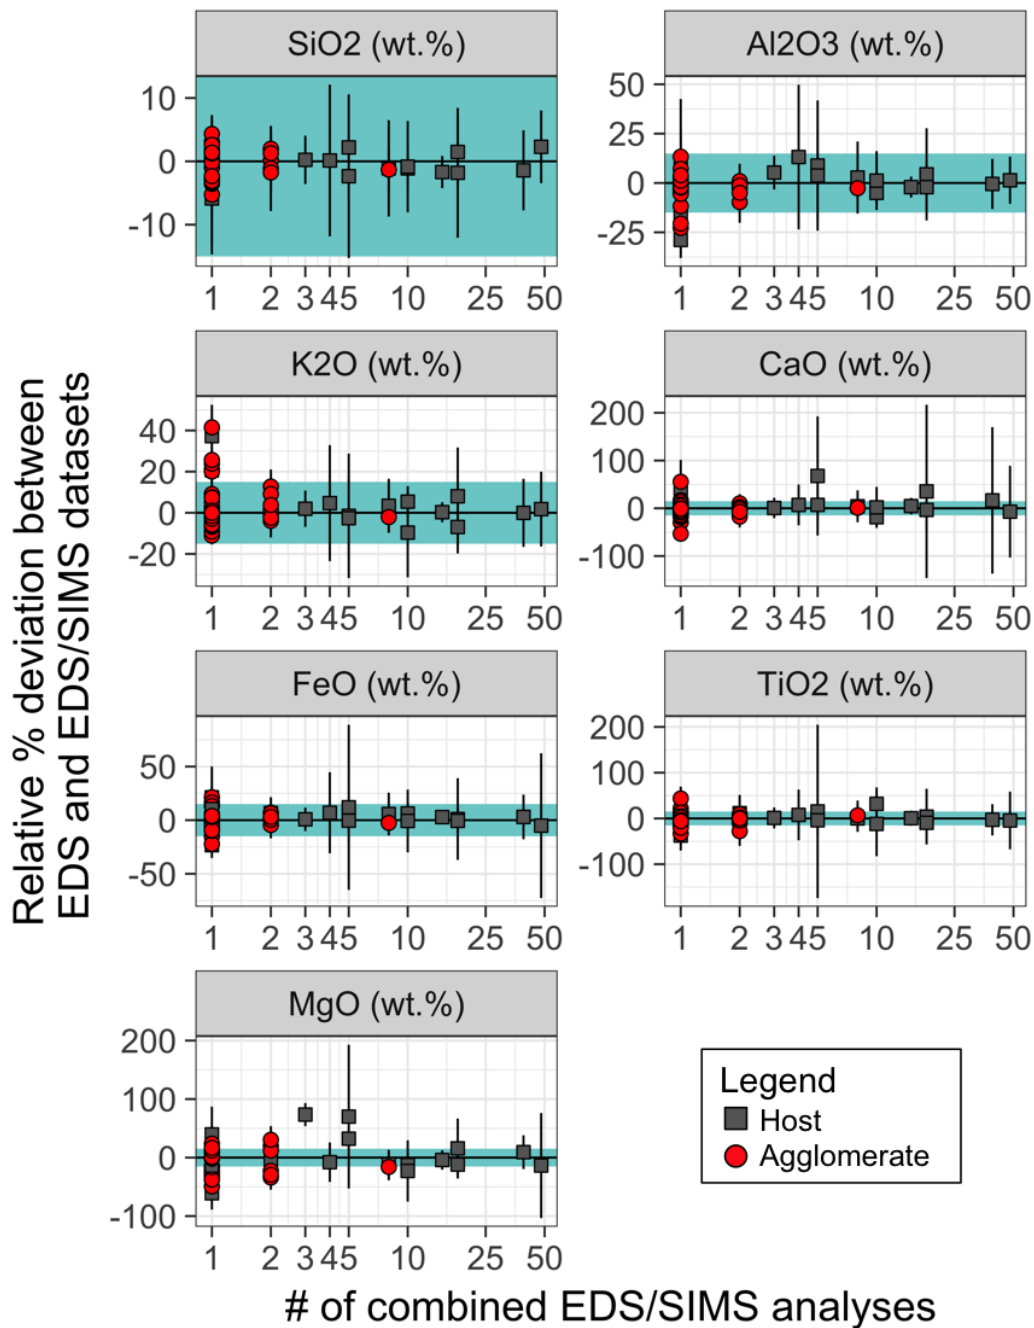 SiO2 (wt.%)
10
0
-10
1 2 3 4 5 10 25 50
Al2O3 (wt.%)
50
25
0
-25
1 2 3 4 5 10 25 50
K2O (wt.%)
40
20
0
-20
1 2 3 4 5 10 25 50
CaO (wt.%)
200
100
0
-100
1 2 3 4 5 10 25 50
FeO (wt.%)
50
0
-50
1 2 3 4 5 10 25 50
TiO2 (wt.%)
200
100
0
-100
1 2 3 4 5 10 25 50
MgO (wt.%)
200
100
0
-100
1 2 3 4 5 10 25 50
Legend
Host
Agglomerate
Relative % deviation between
EDS and EDS/SIMS datasets
# of combined EDS/SIMS analyses